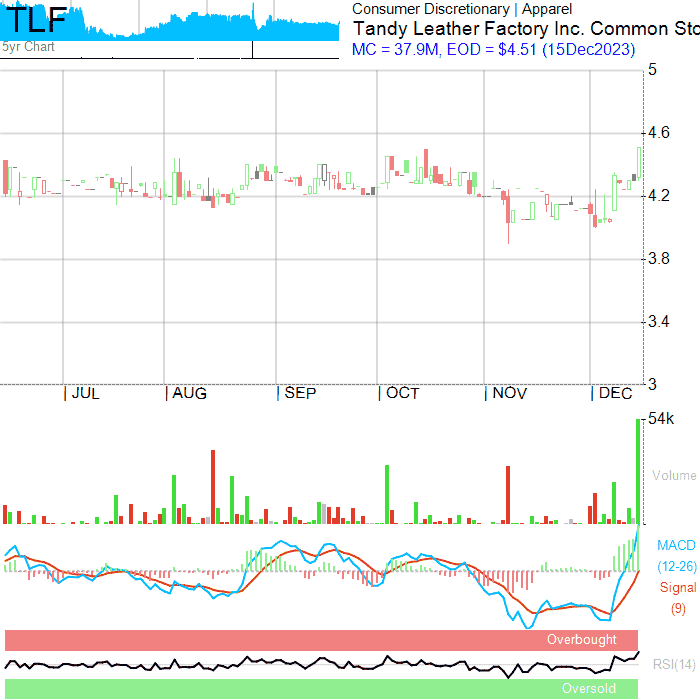 TLF
5yr Chart
Consumer Discretionary | Apparel
Tandy Leather Factory Inc. Common Sto
MC = 37.9M, EOD = $4.51 (15Dec2023)
5
4.6
4.2
3.8
3.4
3
JUL AUG SEP OCT NOV DEC
54k
Volume
MACD
(12-26)
Signal
(9)
Overbought
RSI(14)
Oversold